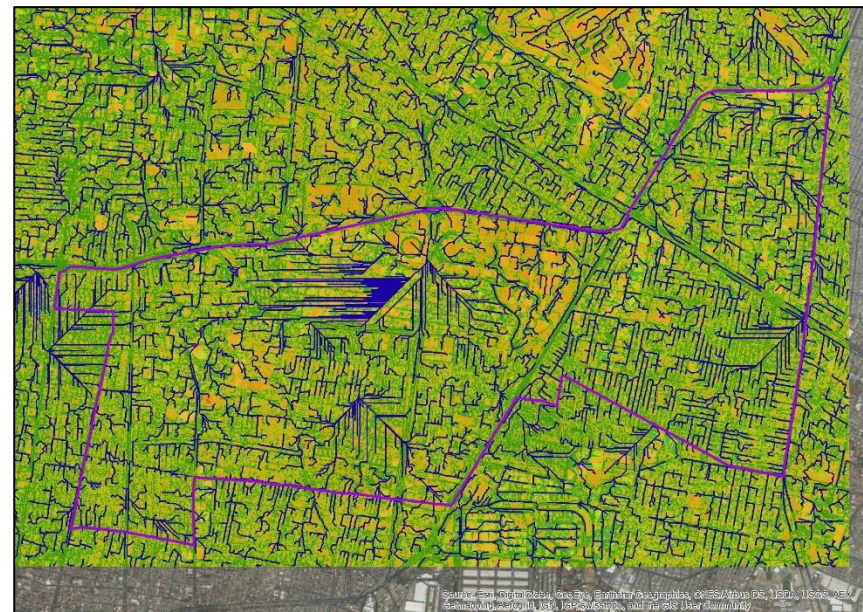 Source: Esri, DigitalGlobe, GeoEye, Earthstar Geographics, CNES/Airbus DS, USDA, USGS, AEX,
Getmapping, Aerogrid, IGN, IGP, swisstopo, and the GIS User Community